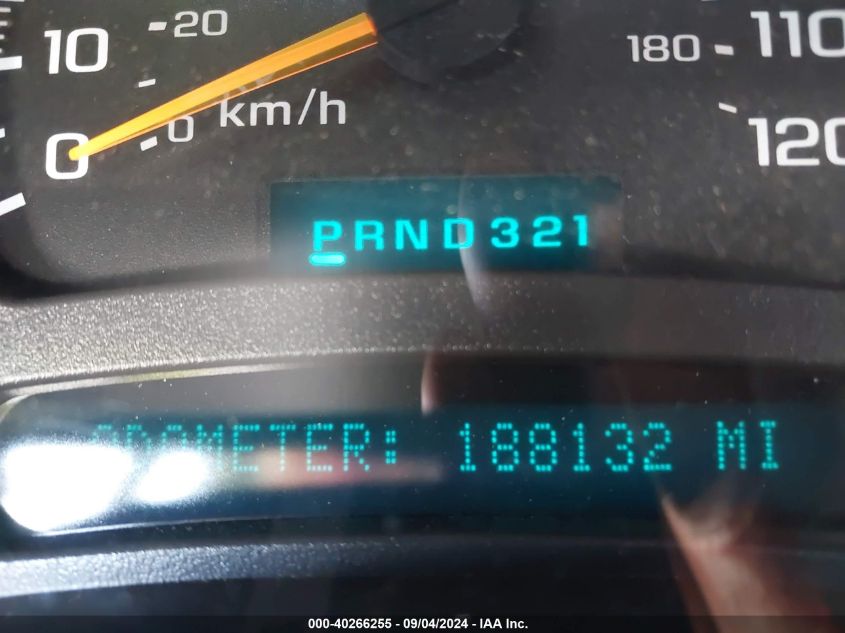 10 20 180 110
km/h
0 0 120
PRND321
ODOMETER: 188132 MI
000-40266255 - 09/04/2024 - IAA Inc.